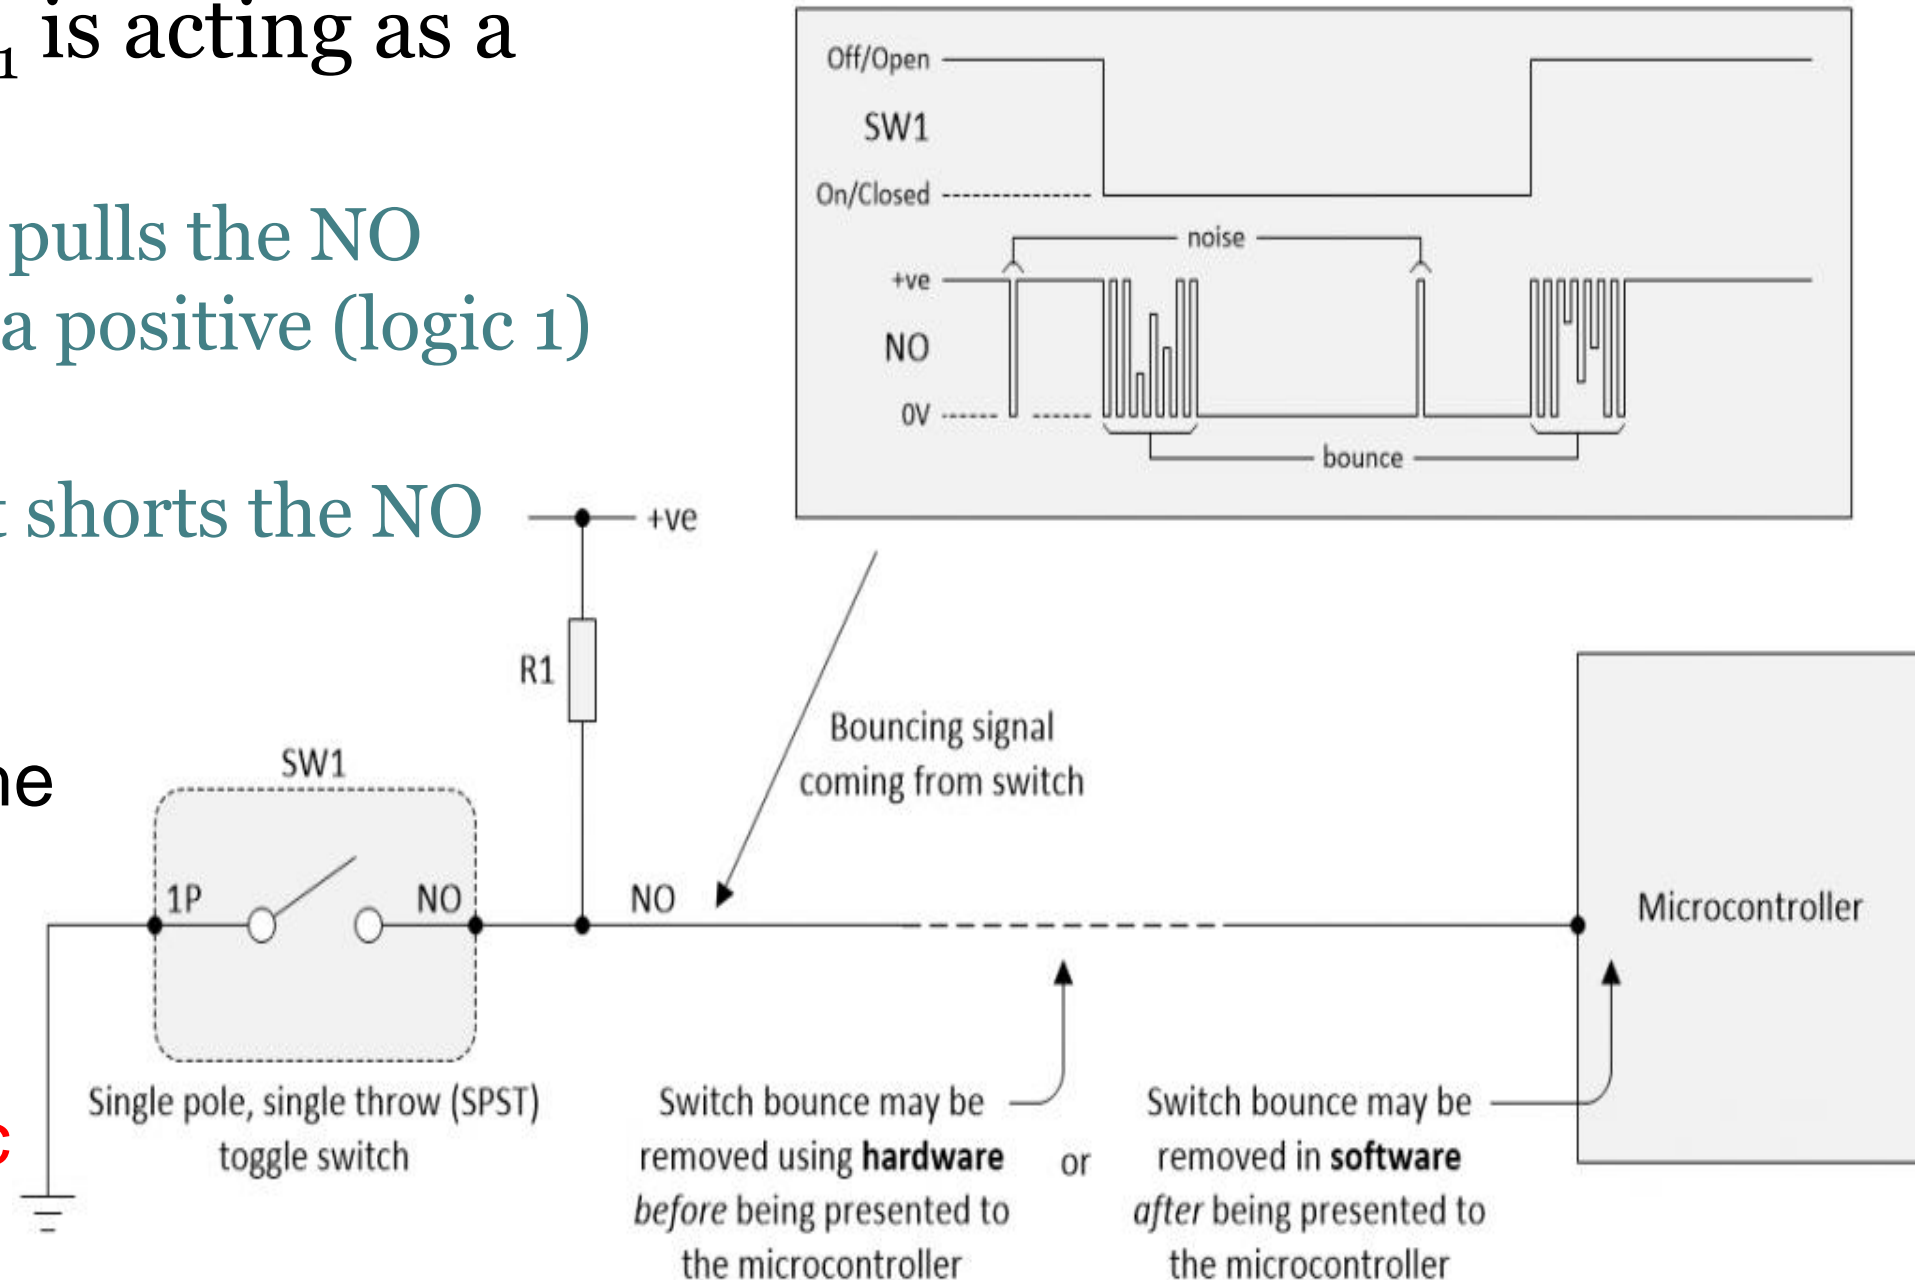 ₁ is acting as a
pulls the NO
a positive (logic 1)
shorts the NO
Off/Open
SW1
On/Closed
noise
+ve
NO
0V
bounce
+ve
R1
Bouncing signal
coming from switch
SW1
1P
NO
NO
Microcontroller
Single pole, single throw (SPST)
toggle switch
Switch bounce may be
removed using hardware
before being presented to
the microcontroller
or
Switch bounce may be
removed in software
after being presented to
the microcontroller